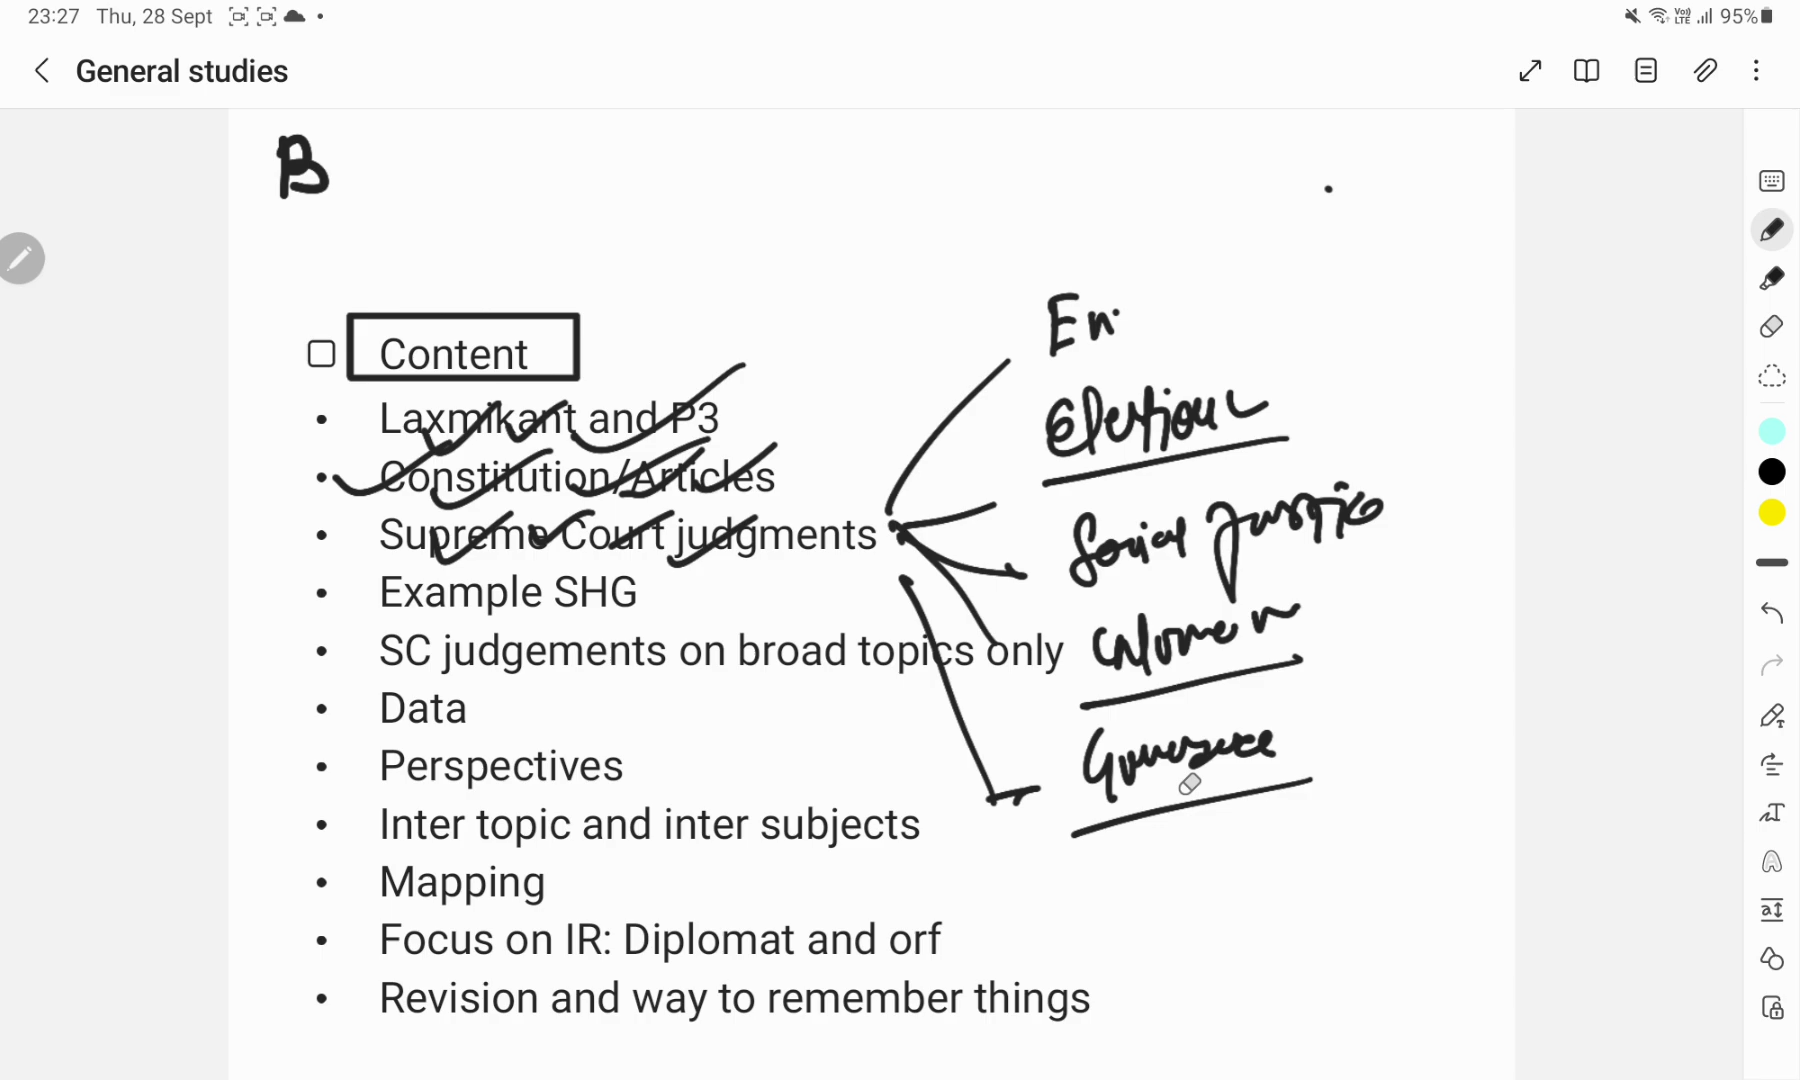 23:27 Thu, 28 Sept 95%
General studies
B
En
Content
Elections
Laxmikant and P3
Constitution/Articles
Social Justice
Supreme Court judgments
Example SHG
Women
SC judgements on broad topics only
Data
Governance
Perspectives
Inter topic and inter subjects
Mapping
Focus on IR: Diplomat and orf
Revision and way to remember things